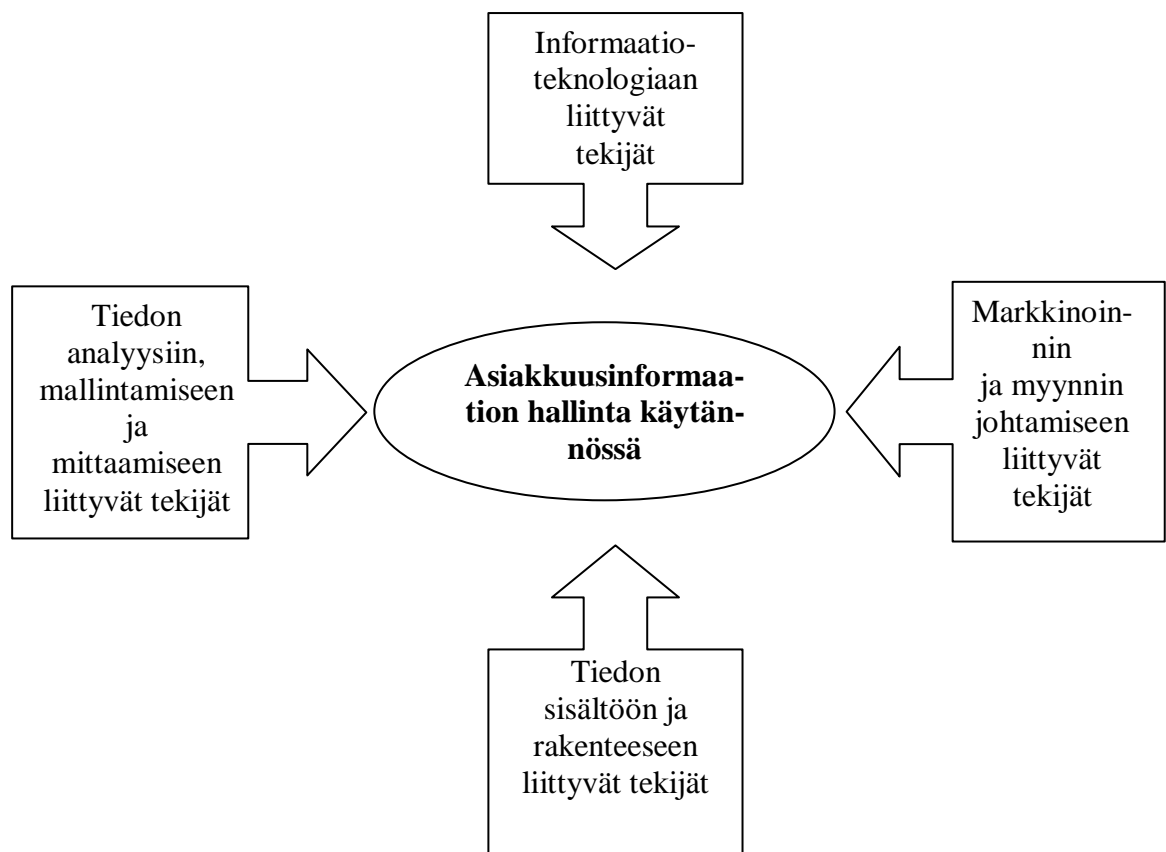 Informaatio-
teknologiaan
liittyvät
tekijät
Tiedon
analyysiin,
mallintamiseen
ja
mittaamiseen
liittyvät tekijät
Asiakkuusinformaa-
tion hallinta käytän-
nössä
Markkinoin-
nin
ja myynnin
johtamiseen
liittyvät
tekijät
Tiedon
sisältöön ja
rakenteeseen
liittyvät tekijät